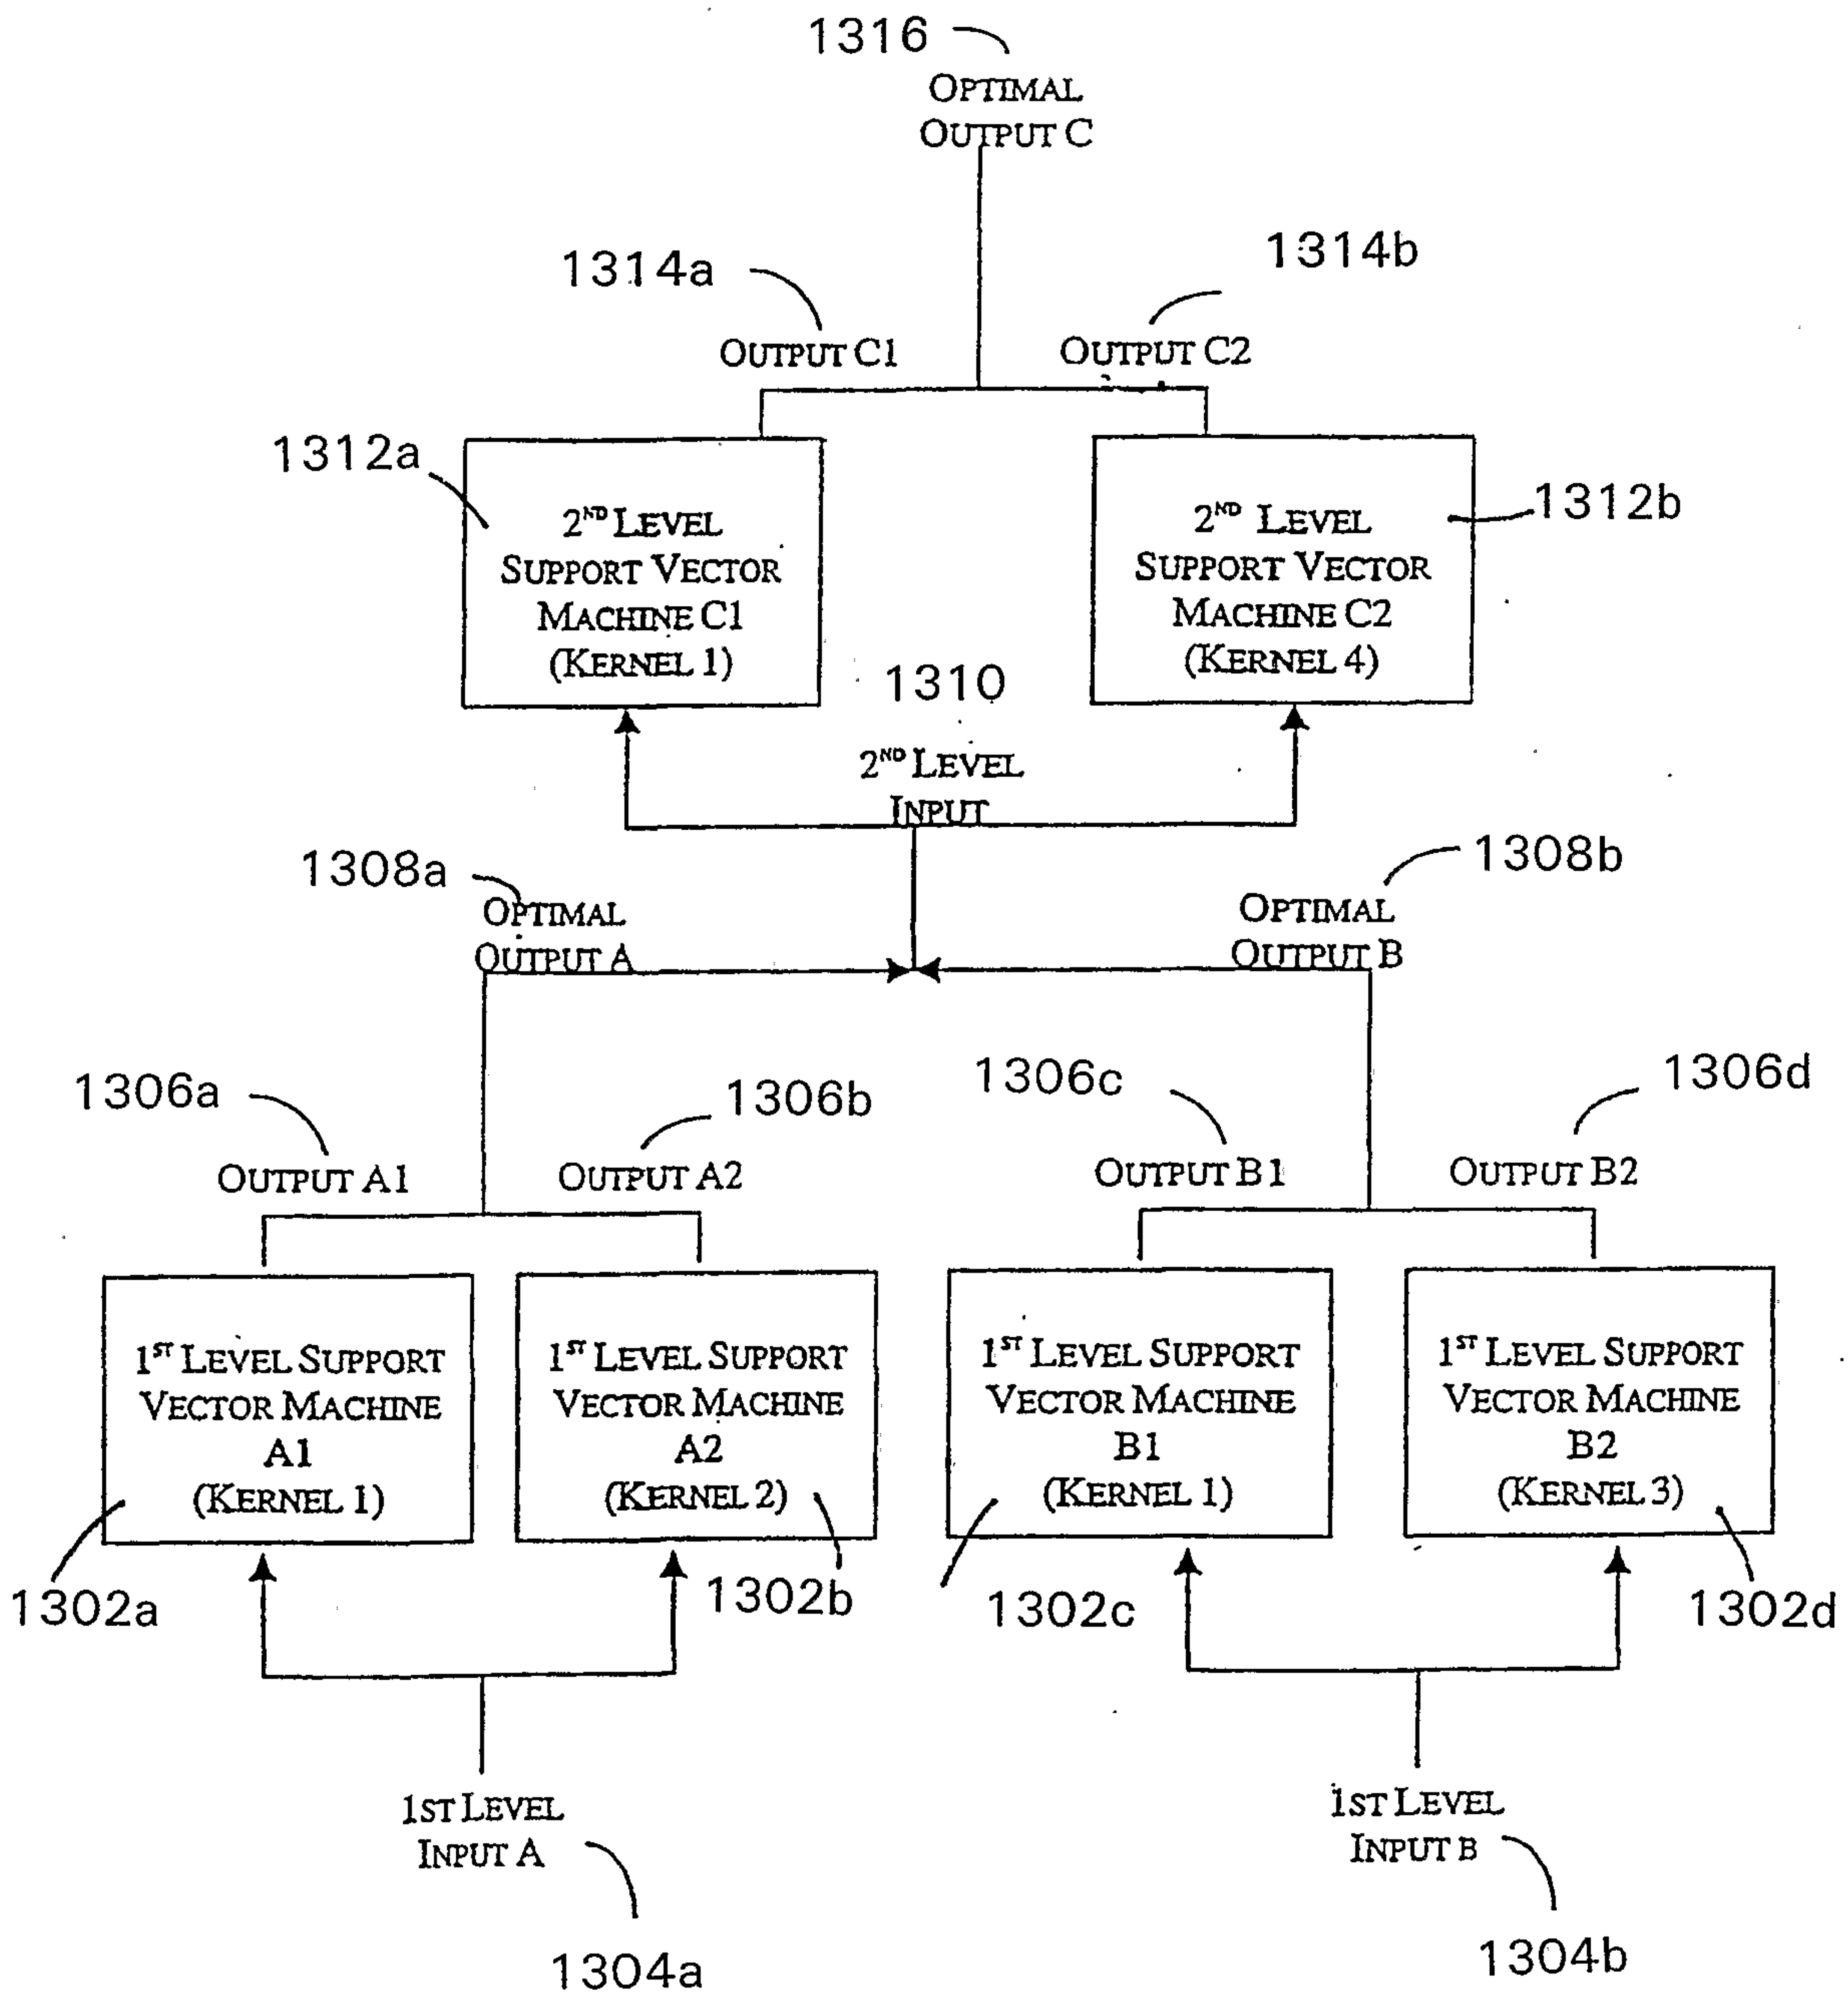 1316
OPTIMAL
OUTPUT C
1314a
1314b
OUTPUT C1
OUTPUT C2
1312a
2ND LEVEL
SUPPORT VECTOR
MACHINE C1
(KERNEL 1)
2ND LEVEL
SUPPORT VECTOR
MACHINE C2
(KERNEL 4)
1312b
1310
2ND LEVEL
INPUT
1308a
OPTIMAL
OUTPUT A
1308b
OPTIMAL
OUTPUT B
1306a
1306b
1306c
1306d
OUTPUT A1
OUTPUT A2
OUTPUT B1
OUTPUT B2
1ST LEVEL SUPPORT
VECTOR MACHINE
A1
(KERNEL 1)
1ST LEVEL SUPPORT
VECTOR MACHINE
A2
(KERNEL 2)
1ST LEVEL SUPPORT
VECTOR MACHINE
B1
(KERNEL 1)
1ST LEVEL SUPPORT
VECTOR MACHINE
B2
(KERNEL 3)
1302a
1302b
1302c
1302d
1ST LEVEL
INPUT A
1ST LEVEL
INPUT B
1304a
1304b